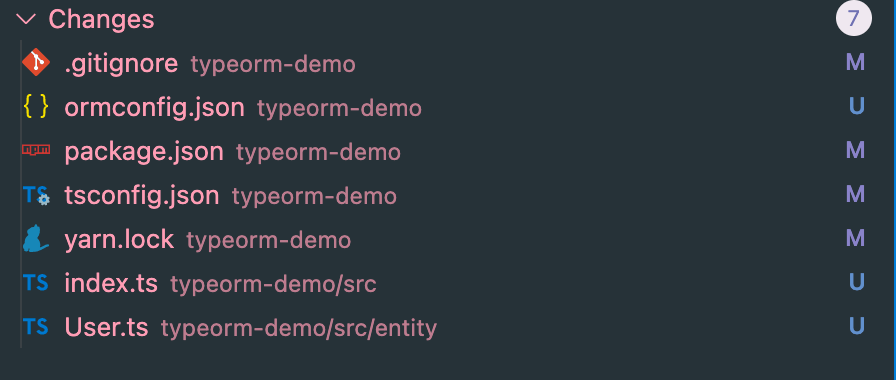 Changes 7
.gitignore typeorm-demo M
{ } ormconfig.json typeorm-demo U
package.json typeorm-demo M
TS tsconfig.json typeorm-demo M
yarn.lock typeorm-demo M
TS index.ts typeorm-demo/src U
TS User.ts typeorm-demo/src/entity U